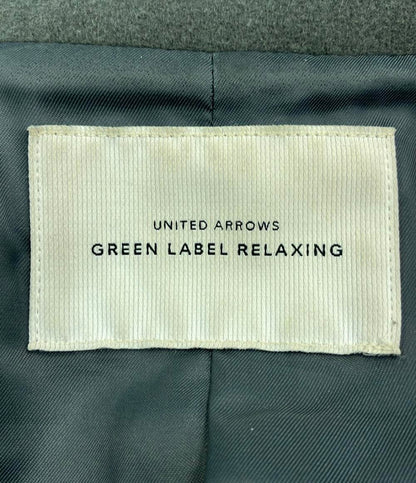 UNITED ARROWS
GREEN LABEL RELAXING